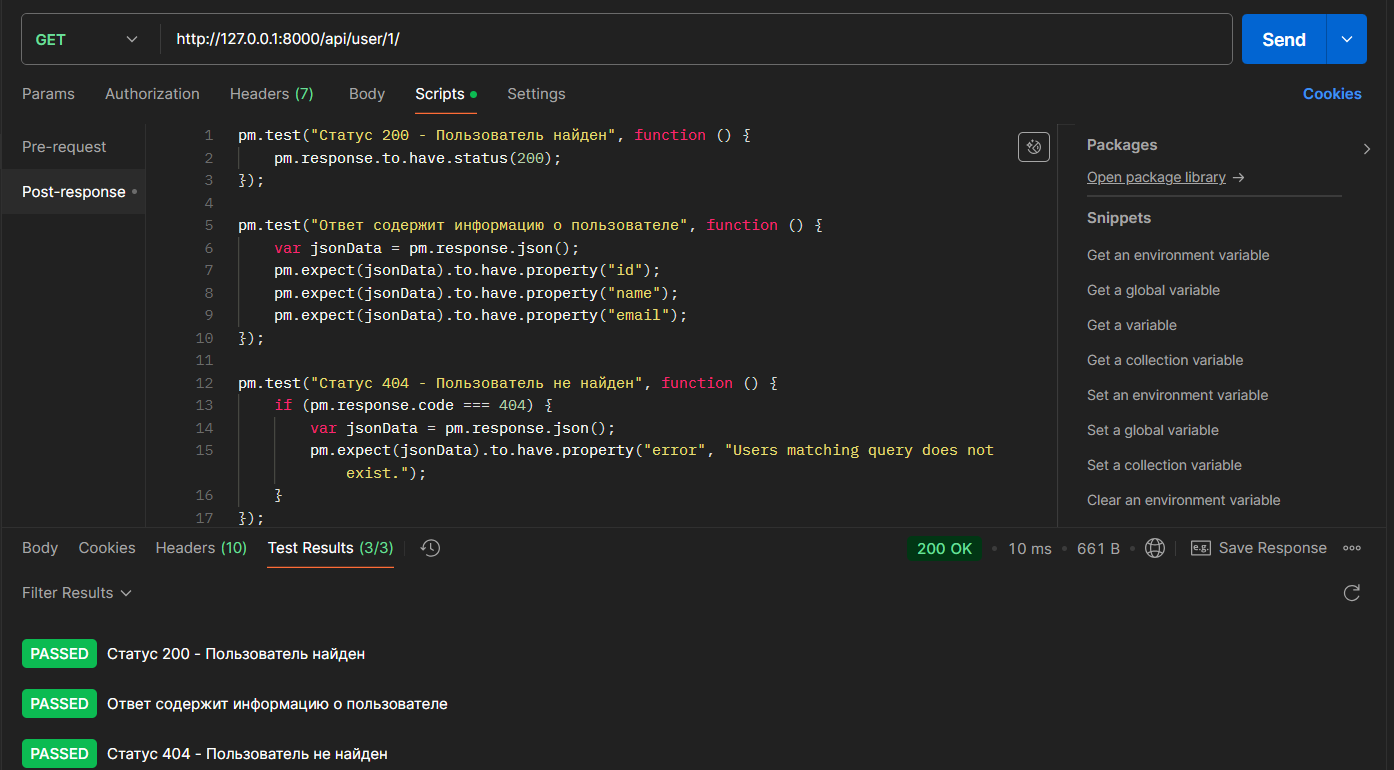 GET
http://127.0.0.1:8000/api/user/1/
Send
Params Authorization Headers (7) Body Scripts Settings
Cookies
Pre-request
Post-response
1 pm.test("Статус 200 - Пользователь найден", function () {
2 pm.response.to.have.status(200);
3 });
4
5 pm.test("Ответ содержит информацию о пользователе", function () {
6 var jsonData = pm.response.json();
7 pm.expect(jsonData).to.have.property("id");
8 pm.expect(jsonData).to.have.property("name");
9 pm.expect(jsonData).to.have.property("email");
10 });
11
12 pm.test("Статус 404 - Пользователь не найден", function () {
13 if (pm.response.code === 404) {
14 var jsonData = pm.response.json();
15 pm.expect(jsonData).to.have.property("error", "Users matching query does not
exist.");
16 }
17 });
Packages
Open package library →
Snippets
Get an environment variable
Get a global variable
Get a variable
Get a collection variable
Set an environment variable
Set a global variable
Set a collection variable
Clear an environment variable
Body Cookies Headers (10) Test Results (3/3)
200 OK • 10 ms • 661 B • e.g. Save Response
Filter Results
PASSED Статус 200 - Пользователь найден
PASSED Ответ содержит информацию о пользователе
PASSED Статус 404 - Пользователь не найден